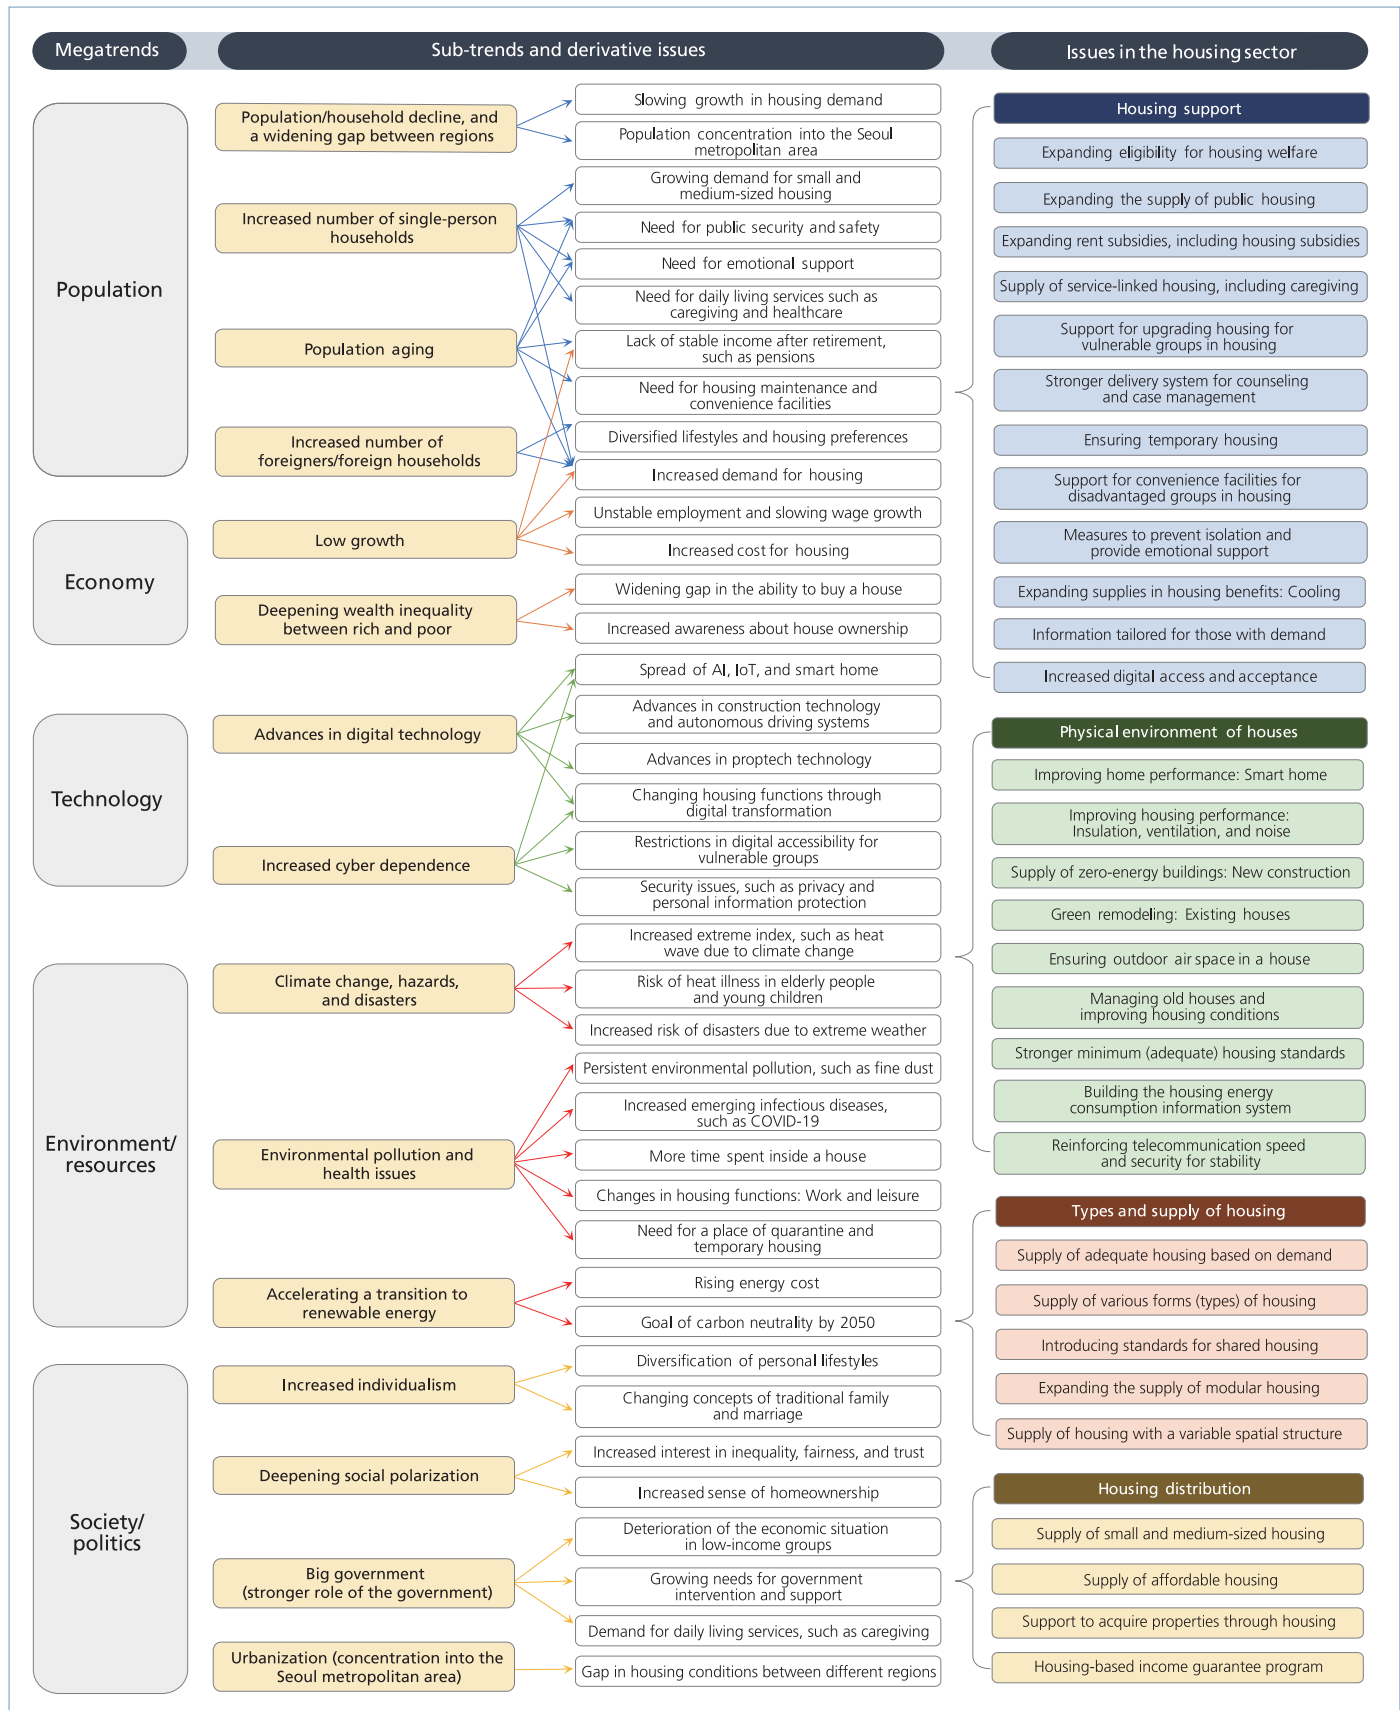 Megatrends
Sub-trends and derivative issues
Issues in the housing sector
Population
Population/household decline, and
a widening gap between regions
Increased number of single-person
households
Population aging
Increased number of
foreigners/foreign households
Slowing growth in housing demand
Population concentration into the Seoul
metropolitan area
Growing demand for small and
medium-sized housing
Need for public security and safety
Need for emotional support
Need for daily living services such as
caregiving and healthcare
Lack of stable income after retirement,
such as pensions
Need for housing maintenance and
convenience facilities
Diversified lifestyles and housing preferences
Increased demand for housing
Economy
Low growth
Deepening wealth inequality
between rich and poor
Unstable employment and slowing wage growth
Increased cost for housing
Widening gap in the ability to buy a house
Increased awareness about house ownership
Technology
Advances in digital technology
Increased cyber dependence
Spread of AI, IoT, and smart home
Advances in construction technology
and autonomous driving systems
Advances in proptech technology
Changing housing functions through
digital transformation
Restrictions in digital accessibility for
vulnerable groups
Security issues, such as privacy and
personal information protection
Environment/
resources
Climate change, hazards,
and disasters
Environmental pollution and
health issues
Accelerating a transition to
renewable energy
Increased extreme index, such as heat
wave due to climate change
Risk of heat illness in elderly people
and young children
Increased risk of disasters due to extreme weather
Persistent environmental pollution, such as fine dust
Increased emerging infectious diseases,
such as COVID-19
More time spent inside a house
Changes in housing functions: Work and leisure
Need for a place of quarantine and
temporary housing
Rising energy cost
Goal of carbon neutrality by 2050
Society/
politics
Increased individualism
Deepening social polarization
Big government
(stronger role of the government)
Urbanization (concentration into the
Seoul metropolitan area)
Diversification of personal lifestyles
Changing concepts of traditional family
and marriage
Increased interest in inequality, fairness, and trust
Increased sense of homeownership
Deterioration of the economic situation
in low-income groups
Growing needs for government
intervention and support
Demand for daily living services, such as caregiving
Gap in housing conditions between different regions
Housing support
Expanding eligibility for housing welfare
Expanding the supply of public housing
Expanding rent subsidies, including housing subsidies
Supply of service-linked housing, including caregiving
Support for upgrading housing for
vulnerable groups in housing
Stronger delivery system for counseling
and case management
Ensuring temporary housing
Support for convenience facilities for
disadvantaged groups in housing
Measures to prevent isolation and
provide emotional support
Expanding supplies in housing benefits: Cooling
Information tailored for those with demand
Increased digital access and acceptance
Physical environment of houses
Improving home performance: Smart home
Improving housing performance:
Insulation, ventilation, and noise
Supply of zero-energy buildings: New construction
Green remodeling: Existing houses
Ensuring outdoor air space in a house
Managing old houses and
improving housing conditions
Stronger minimum (adequate) housing standards
Building the housing energy
consumption information system
Reinforcing telecommunication speed
and security for stability
Types and supply of housing
Supply of adequate housing based on demand
Supply of various forms (types) of housing
Introducing standards for shared housing
Expanding the supply of modular housing
Supply of housing with a variable spatial structure
Housing distribution
Supply of small and medium-sized housing
Supply of affordable housing
Support to acquire properties through housing
Housing-based income guarantee program